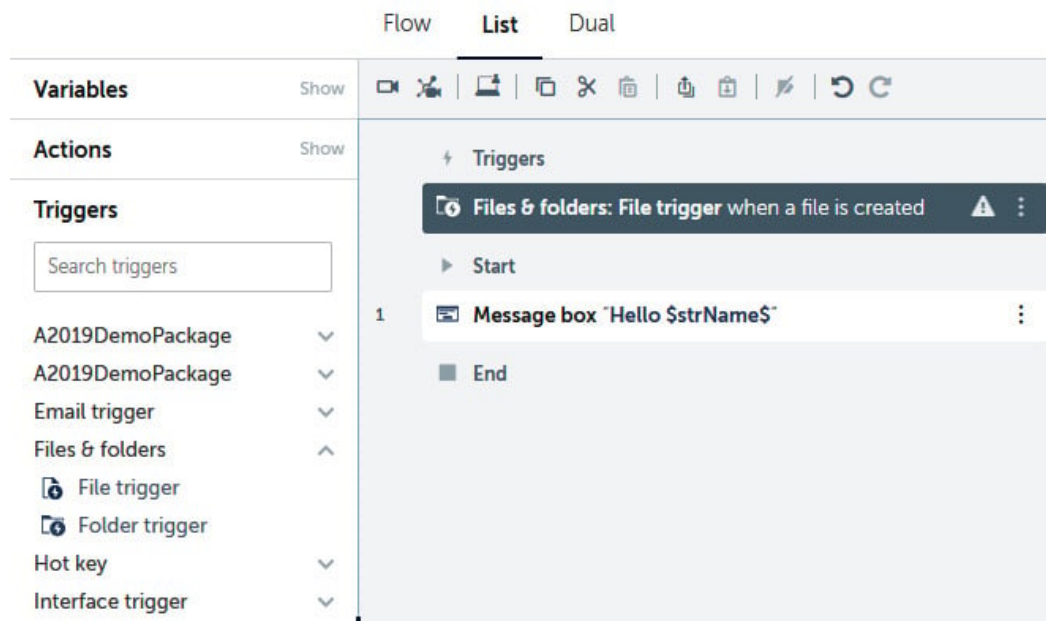 Flow List Dual
Variables Show
Actions Show
Triggers
Search triggers
A2019DemoPackage
A2019DemoPackage
Email trigger
Files & folders
File trigger
Folder trigger
Hot key
Interface trigger
Triggers
Files & folders: File trigger when a file is created
Start
1 Message box "Hello $strName$"
End